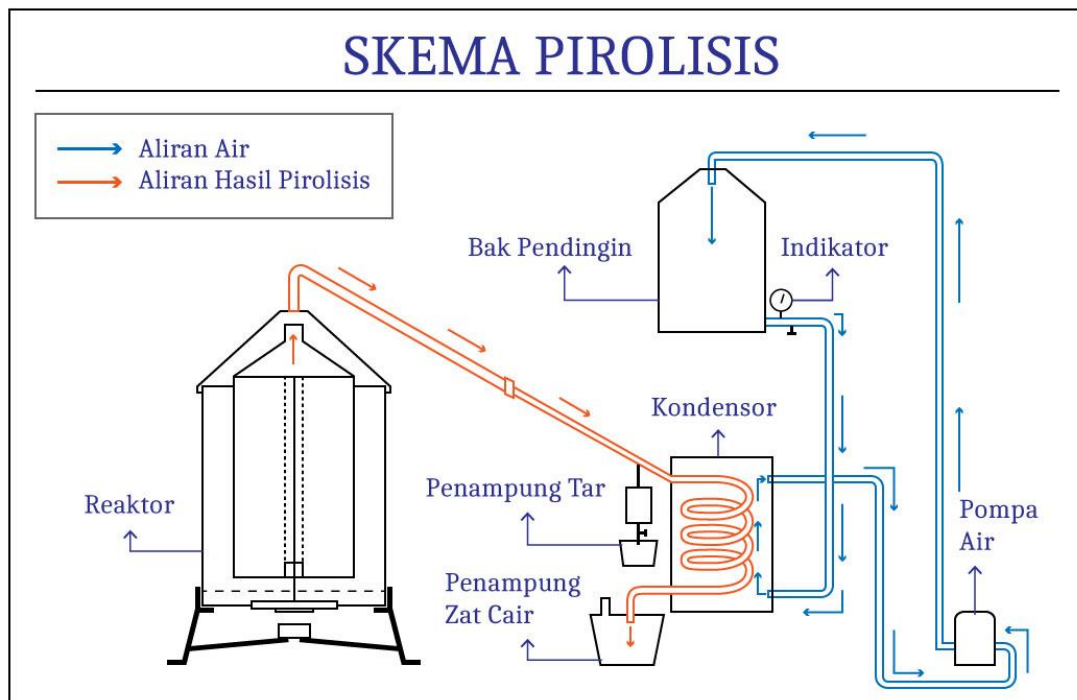 SKEMA PIROLISIS
Aliran Air
Aliran Hasil Pirolisis
Bak Pendingin
Indikator
Kondensor
Reaktor
Penampung Tar
Pompa
Air
Penampung
Zat Cair